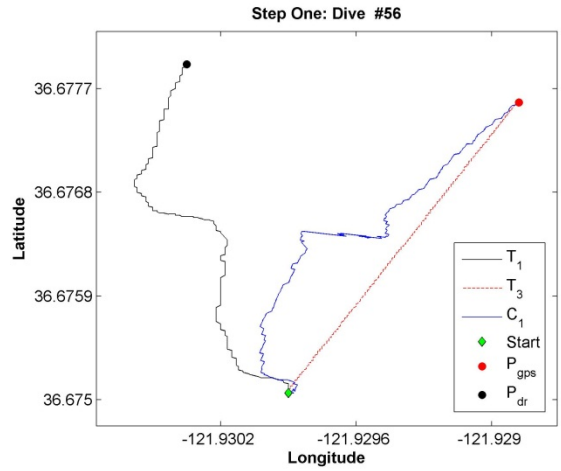 Step One: Dive #56
Latitude
36.6777
36.6768
36.6759
36.675
-121.9302
-121.9296
-121.929
Longitude
T1
T3
C1
Start
Pgps
Pdr